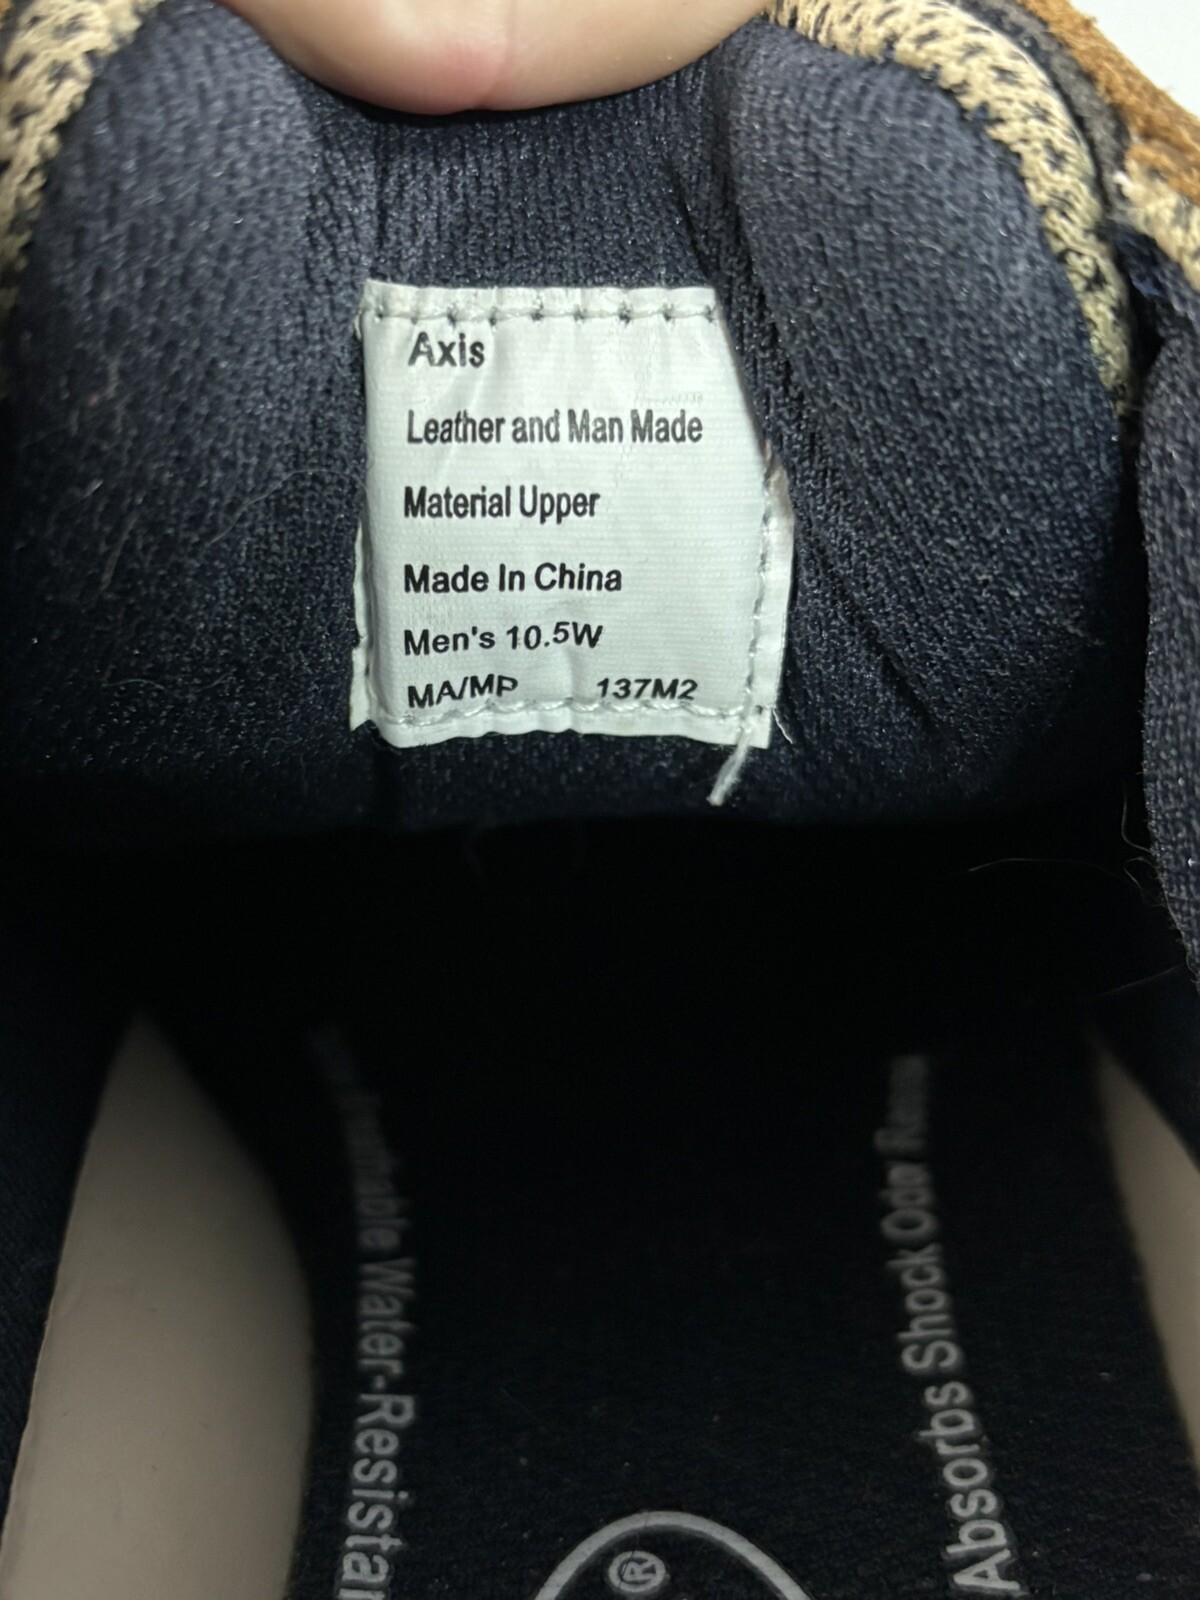 Axis
Leather and Man Made
Material Upper
Made In China
Men's 10.5W
MA/MP 137M2
Water-Resistan
Absorbs Shock Odor
®